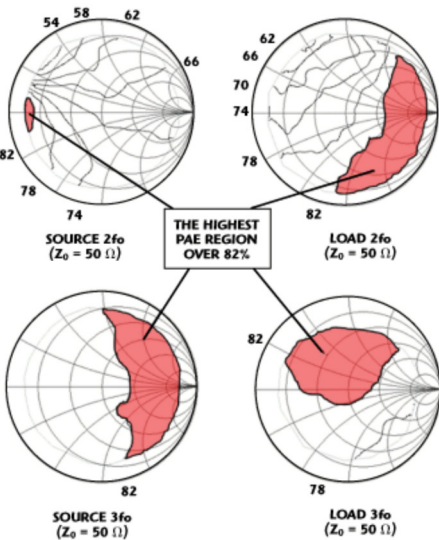 54
58
62
66
82
78
74
SOURCE 2fo
(Z₀ = 50 Ω)
62
66
70
74
78
82
LOAD 2fo
(Z₀ = 50 Ω)
THE HIGHEST
PAE REGION
OVER 82%
82
SOURCE 3fo
(Z₀ = 50 Ω)
82
78
LOAD 3fo
(Z₀ = 50 Ω)